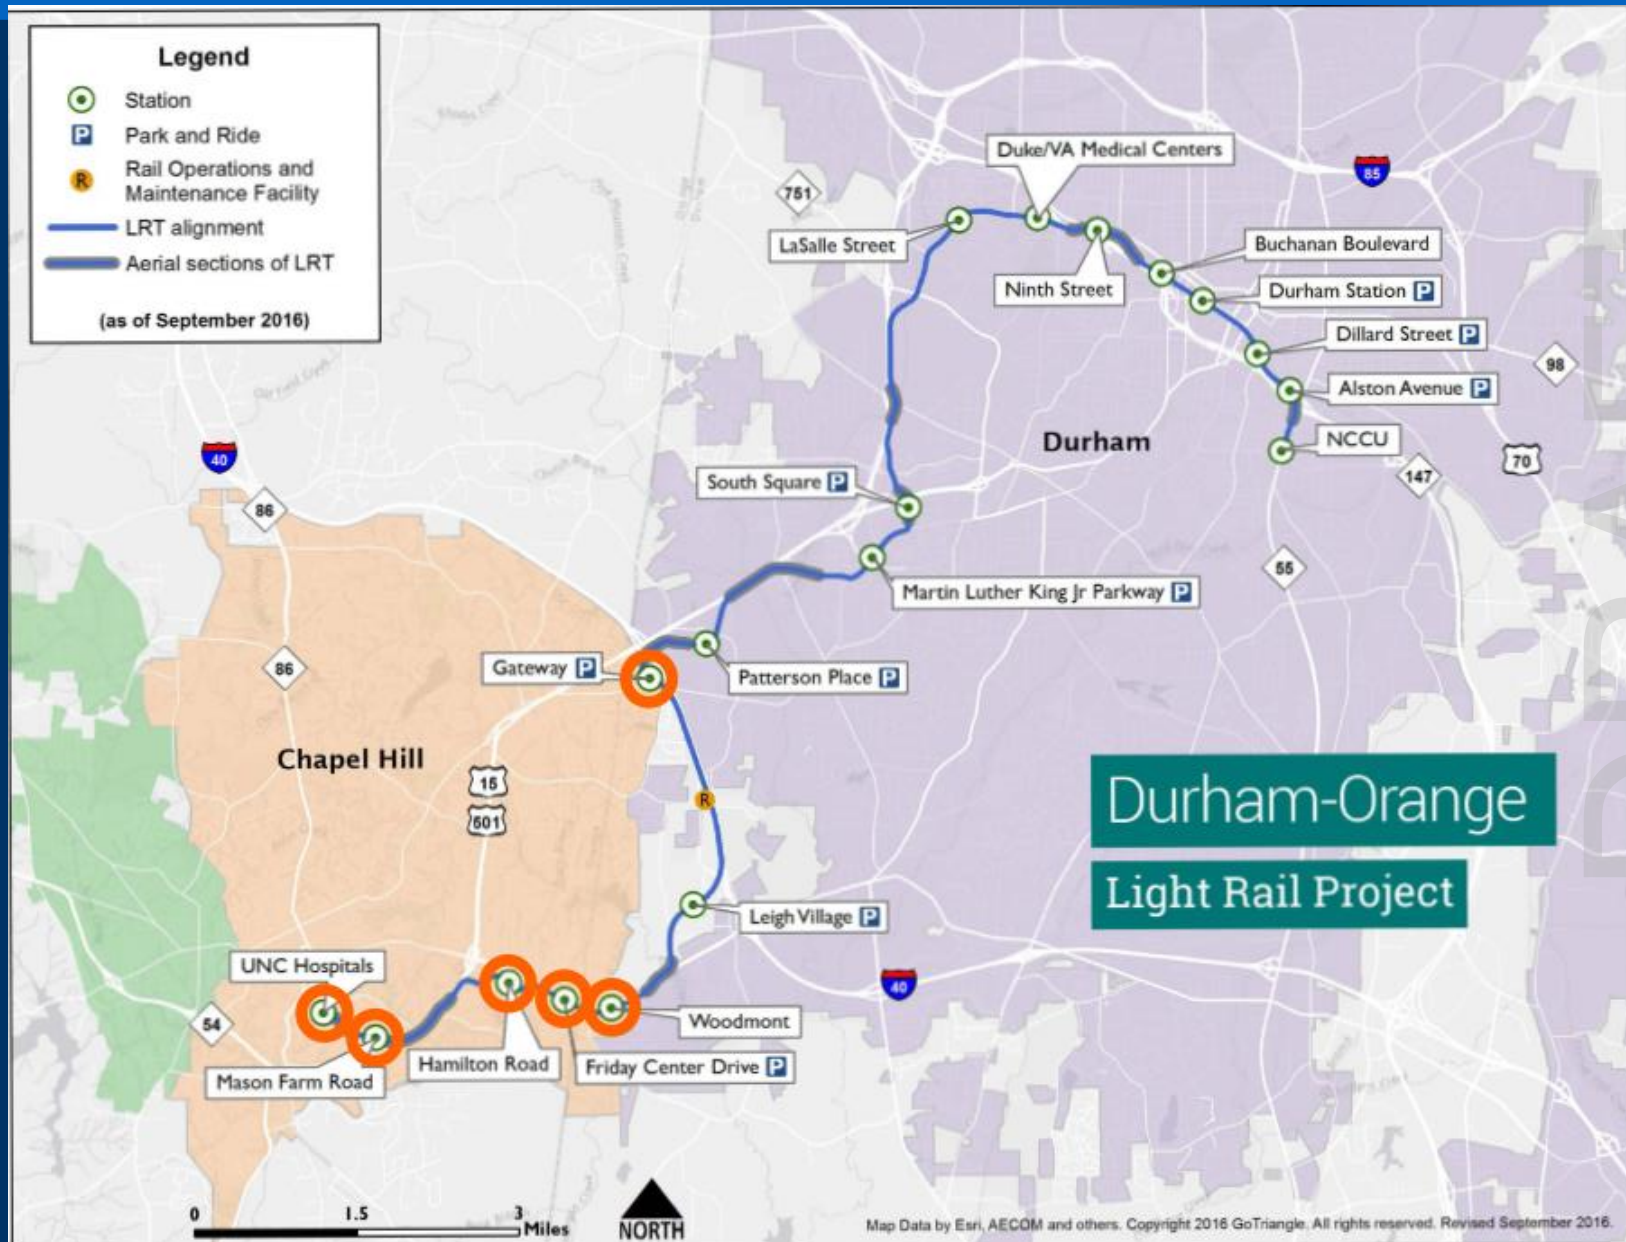 Legend
Station
P
Park and Ride
R
Rail Operations and
Maintenance Facility
LRT alignment
Aerial sections of LRT
(as of September 2016)
Duke/VA Medical Centers
85
751
LaSalle Street
Buchanan Boulevard
Ninth Street
Durham Station P
Dillard Street P
98
Alston Avenue P
Durham
NCCU
40
70
147
South Square P
86
55
Martin Luther King Jr Parkway P
86
Gateway P
Patterson Place P
Chapel Hill
15
501
R
Durham-Orange
Light Rail Project
Leigh Village P
UNC Hospitals
40
54
Woodmont
Hamilton Road
Friday Center Drive P
Mason Farm Road
0 1.5 3
Miles
NORTH
Map Data by Esri, AECOM and others. Copyright 2016 GoTriangle. All rights reserved. Revised September 2016.